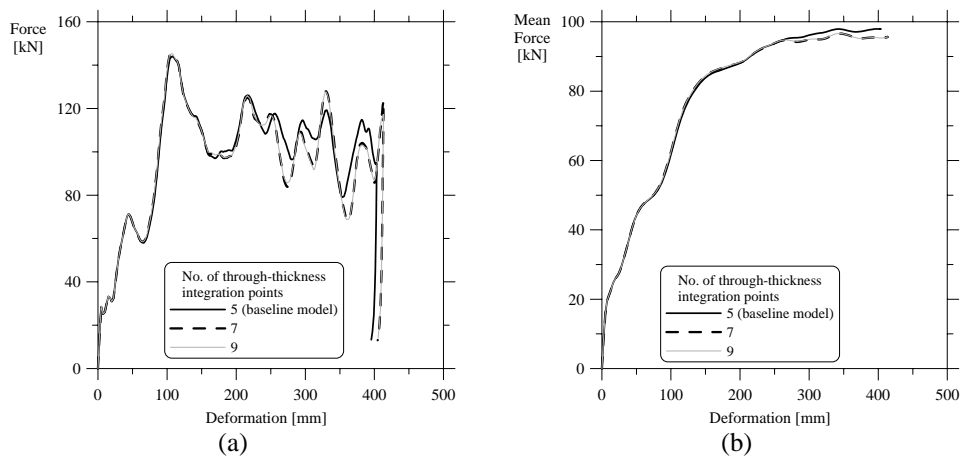 Force
[kN]
160
120
80
40
0
No. of through-thickness
integration points
5 (baseline model)
7
9
0 100 200 300 400 500
Deformation [mm]
(a)
Mean
Force
[kN]
100
80
60
40
20
0
No. of through-thickness
integration points
5 (baseline model)
7
9
0 100 200 300 400 500
Deformation [mm]
(b)